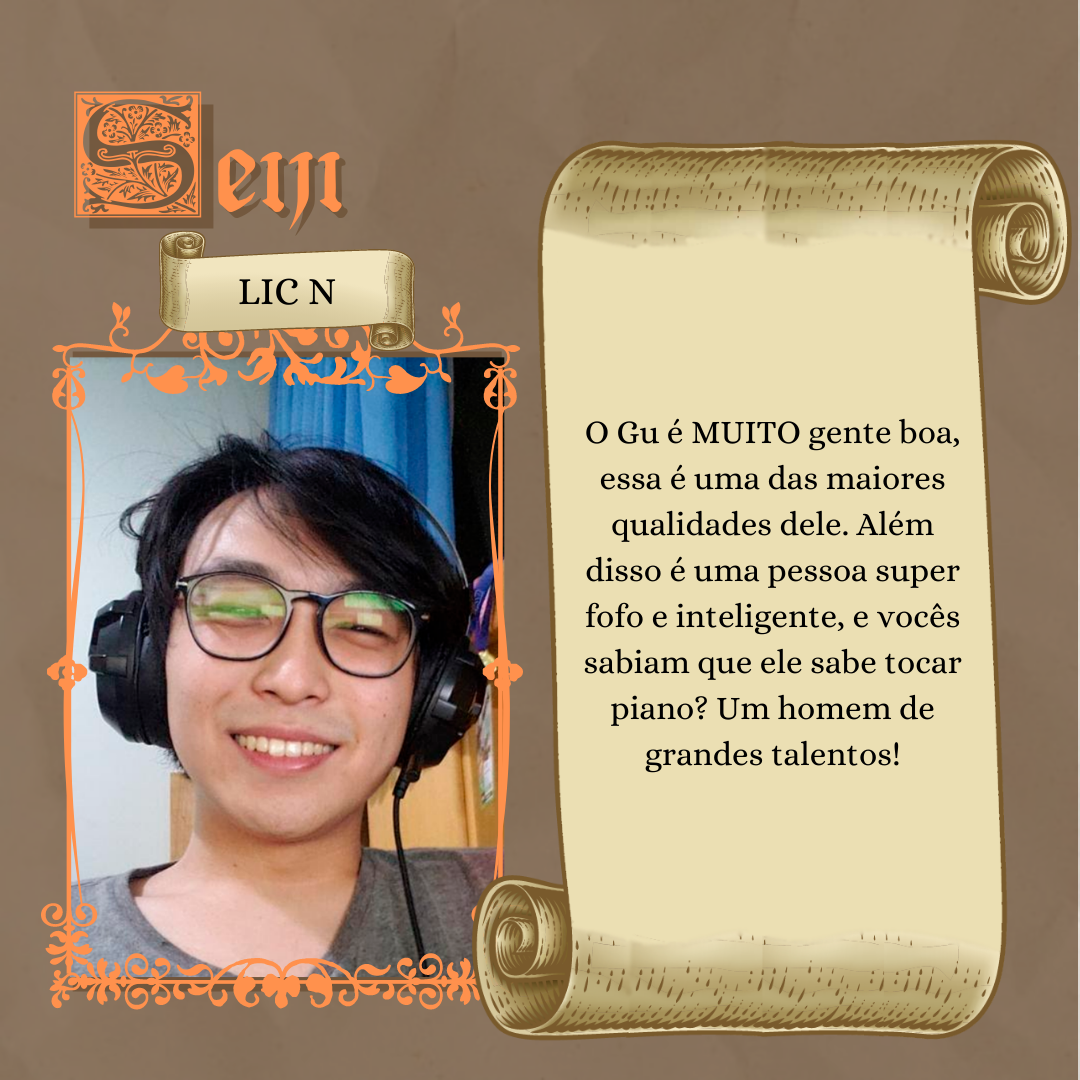 Sem
LIC N
O Gu é MUITO gente boa,
essa é uma das maiores
qualidades dele. Além
disso é uma pessoa super
fofo e inteligente, e vocês
sabiam que ele sabe tocar
piano? Um homem de
grandes talentos!